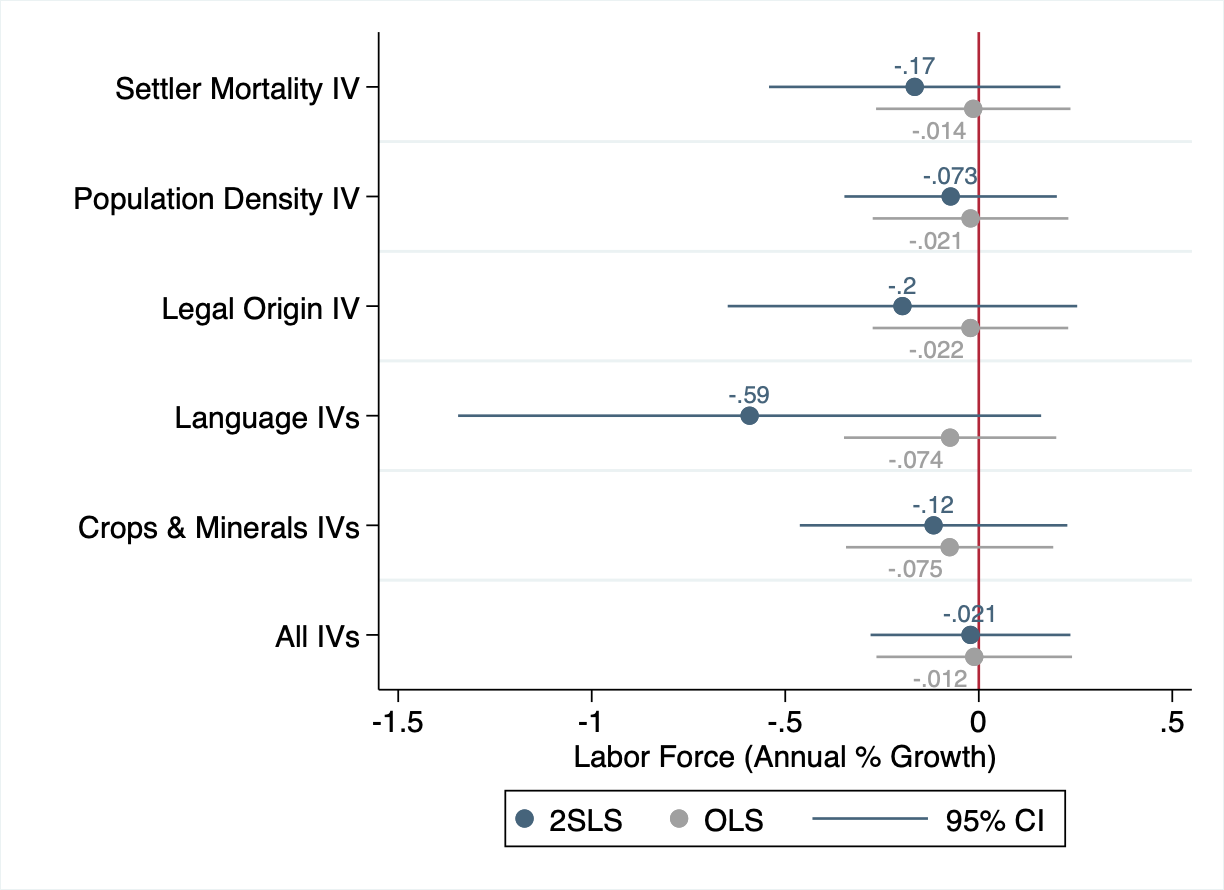 -.17
Settler Mortality IV
-.014
-.073
Population Density IV
-.021
-.2
Legal Origin IV
-.022
-.59
Language IVs
-.074
-.12
Crops & Minerals IVs
-.075
-.021
All IVs
-.012
-1.5 -1 -.5 0 .5
Labor Force (Annual % Growth)
2SLS OLS 95% CI